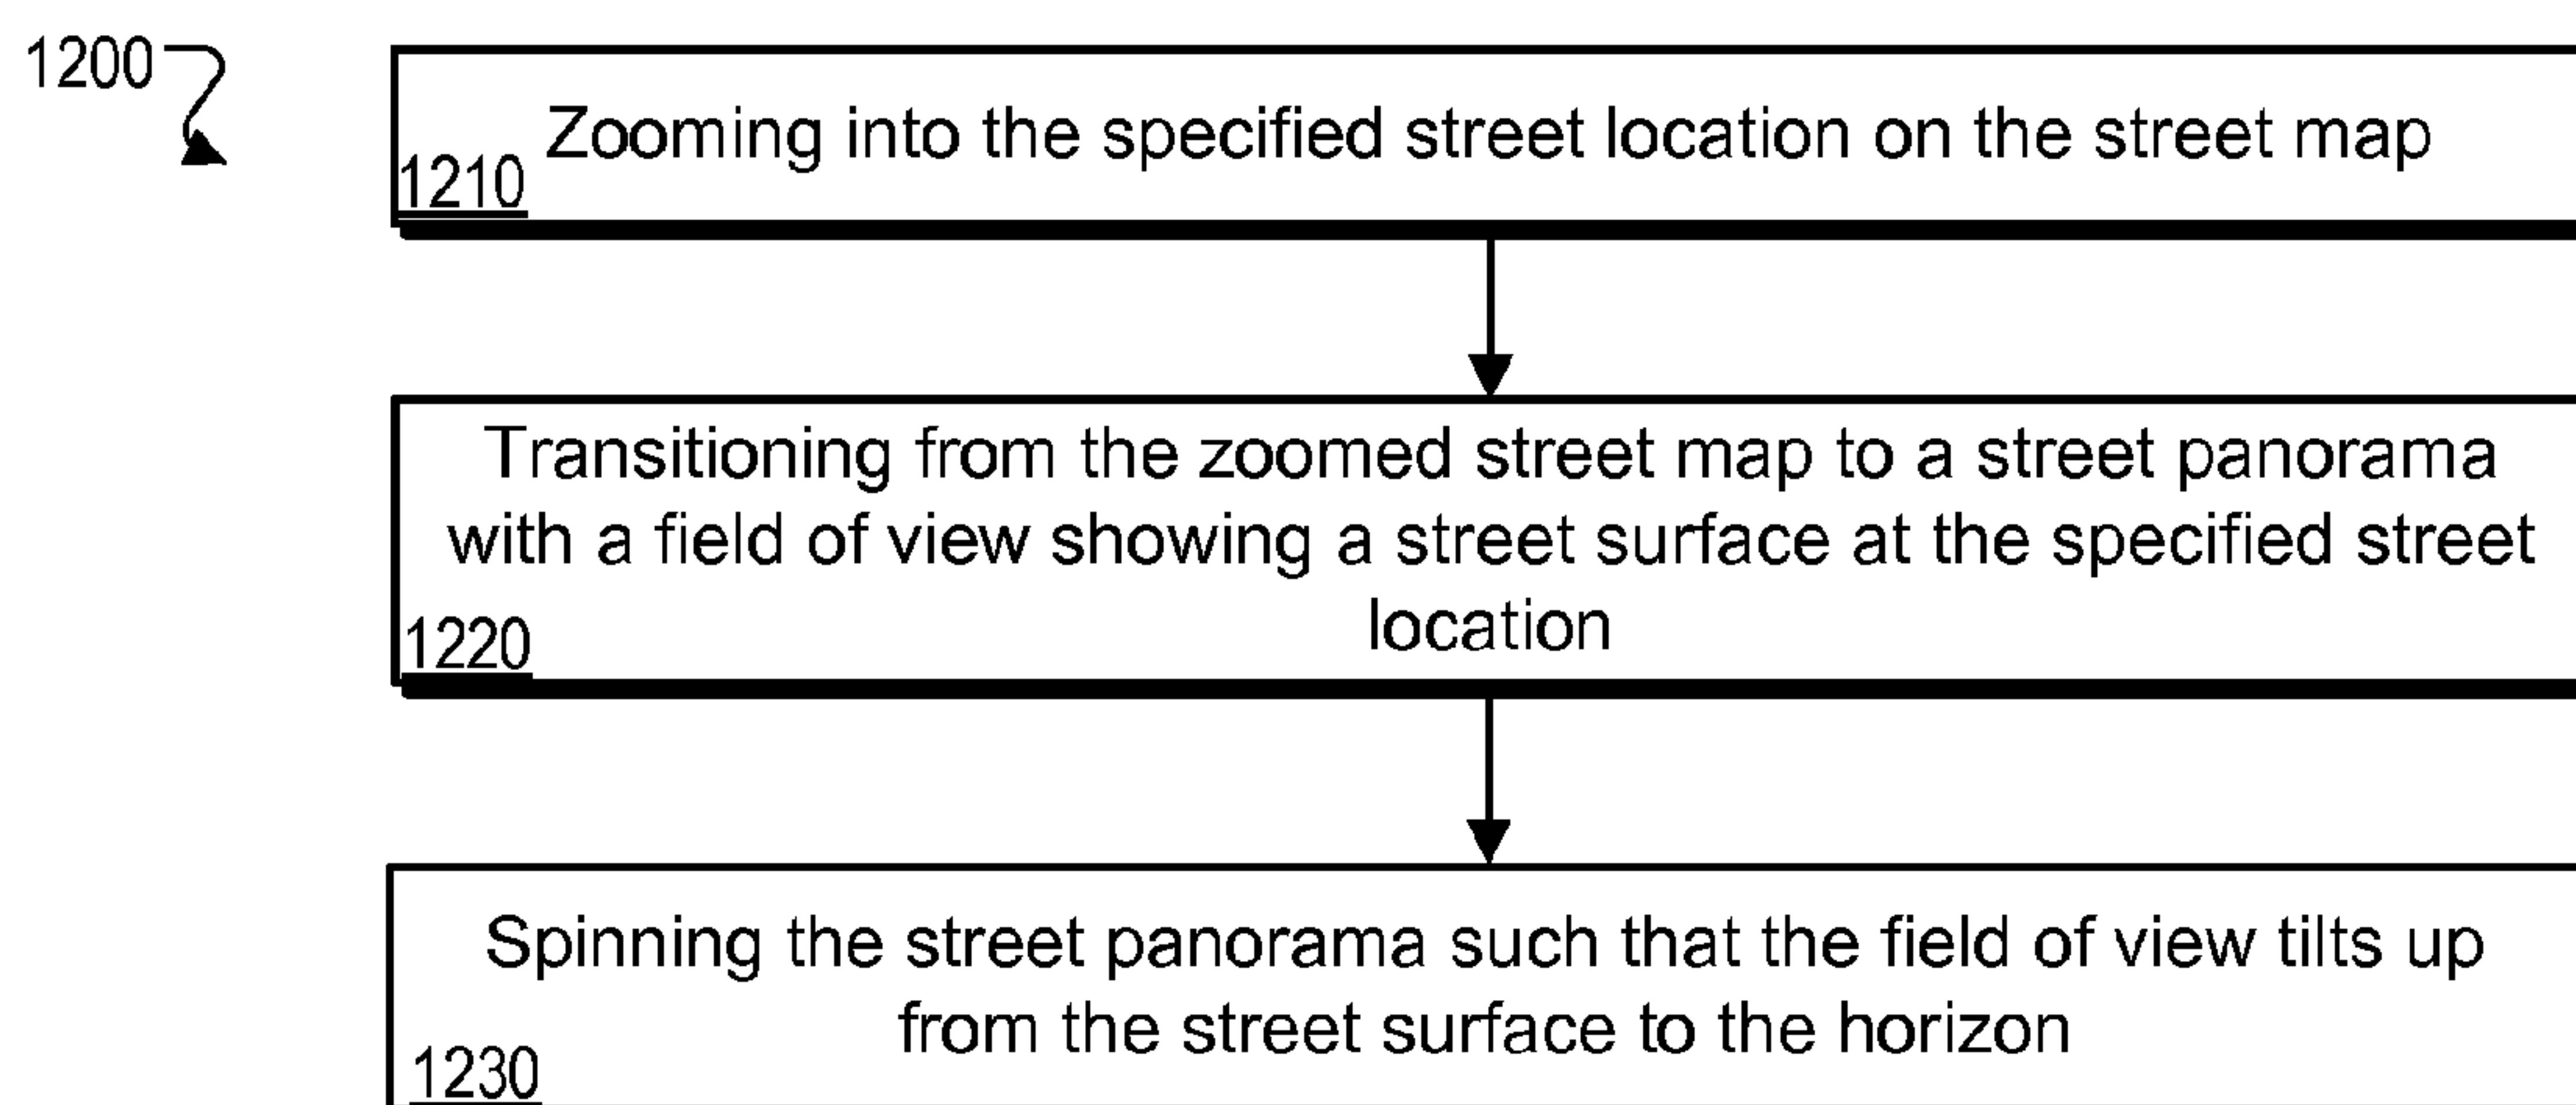 1200
Zooming into the specified street location on the street map
1210
Transitioning from the zoomed street map to a street panorama
with a field of view showing a street surface at the specified street
location
1220
Spinning the street panorama such that the field of view tilts up
from the street surface to the horizon
1230